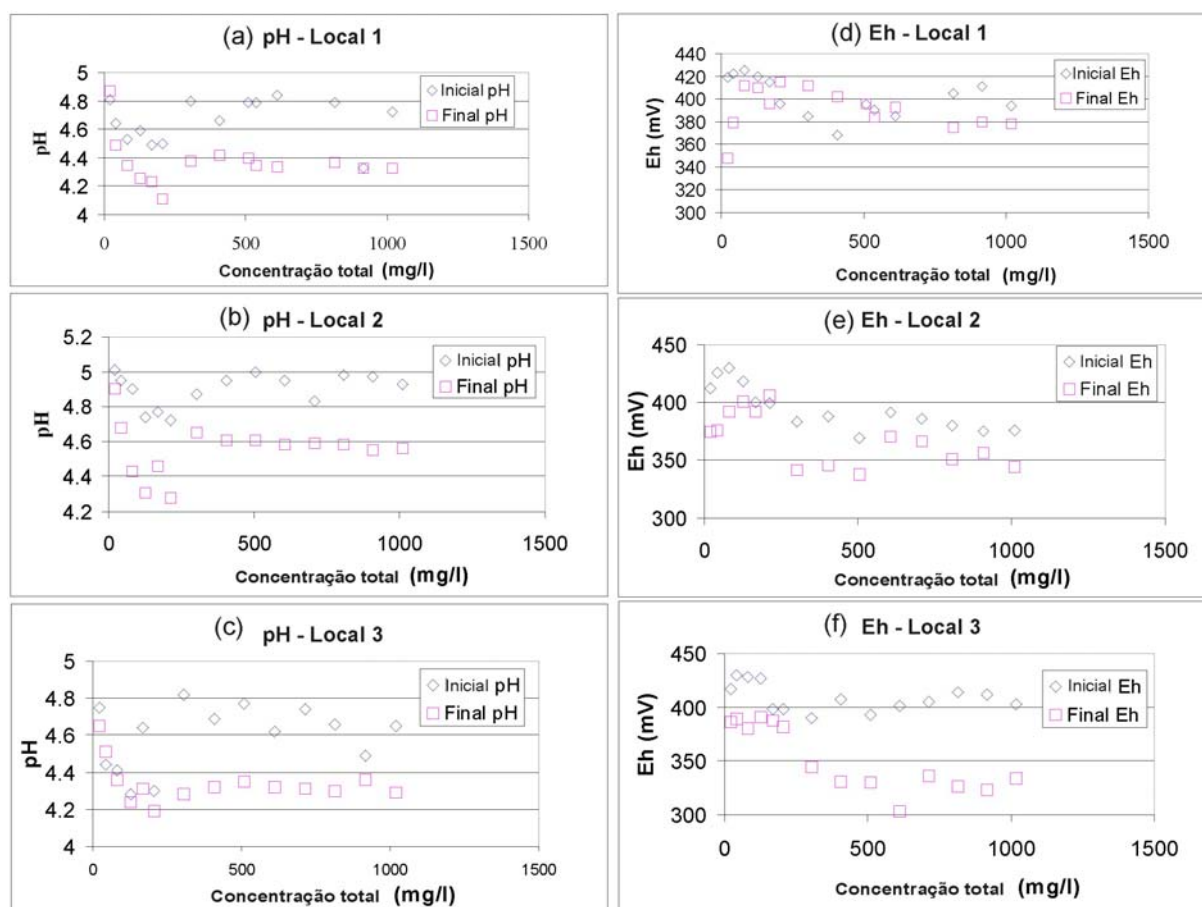 (a) pH - Local 1
5
4.8
4.6
4.4
4.2
4
pH
Inicial pH
Final pH
0 500 1000 1500
Concentração total (mg/l)
(d) Eh - Local 1
440
420
400
380
360
340
320
300
Eh (mV)
Inicial Eh
Final Eh
0 500 1000 1500
Concentração total (mg/l)
(b) pH - Local 2
5.2
5
4.8
4.6
4.4
4.2
pH
Inicial pH
Final pH
0 500 1000 1500
Concentração total (mg/l)
(e) Eh - Local 2
450
400
350
300
Eh (mV)
Inicial Eh
Final Eh
0 500 1000 1500
Concentração total (mg/l)
(c) pH - Local 3
5
4.8
4.6
4.4
4.2
4
pH
Inicial pH
Final pH
0 500 1000 1500
Concentração total (mg/l)
(f) Eh - Local 3
450
400
350
300
Eh (mV)
Inicial Eh
Final Eh
0 500 1000 1500
Concentração total (mg/l)